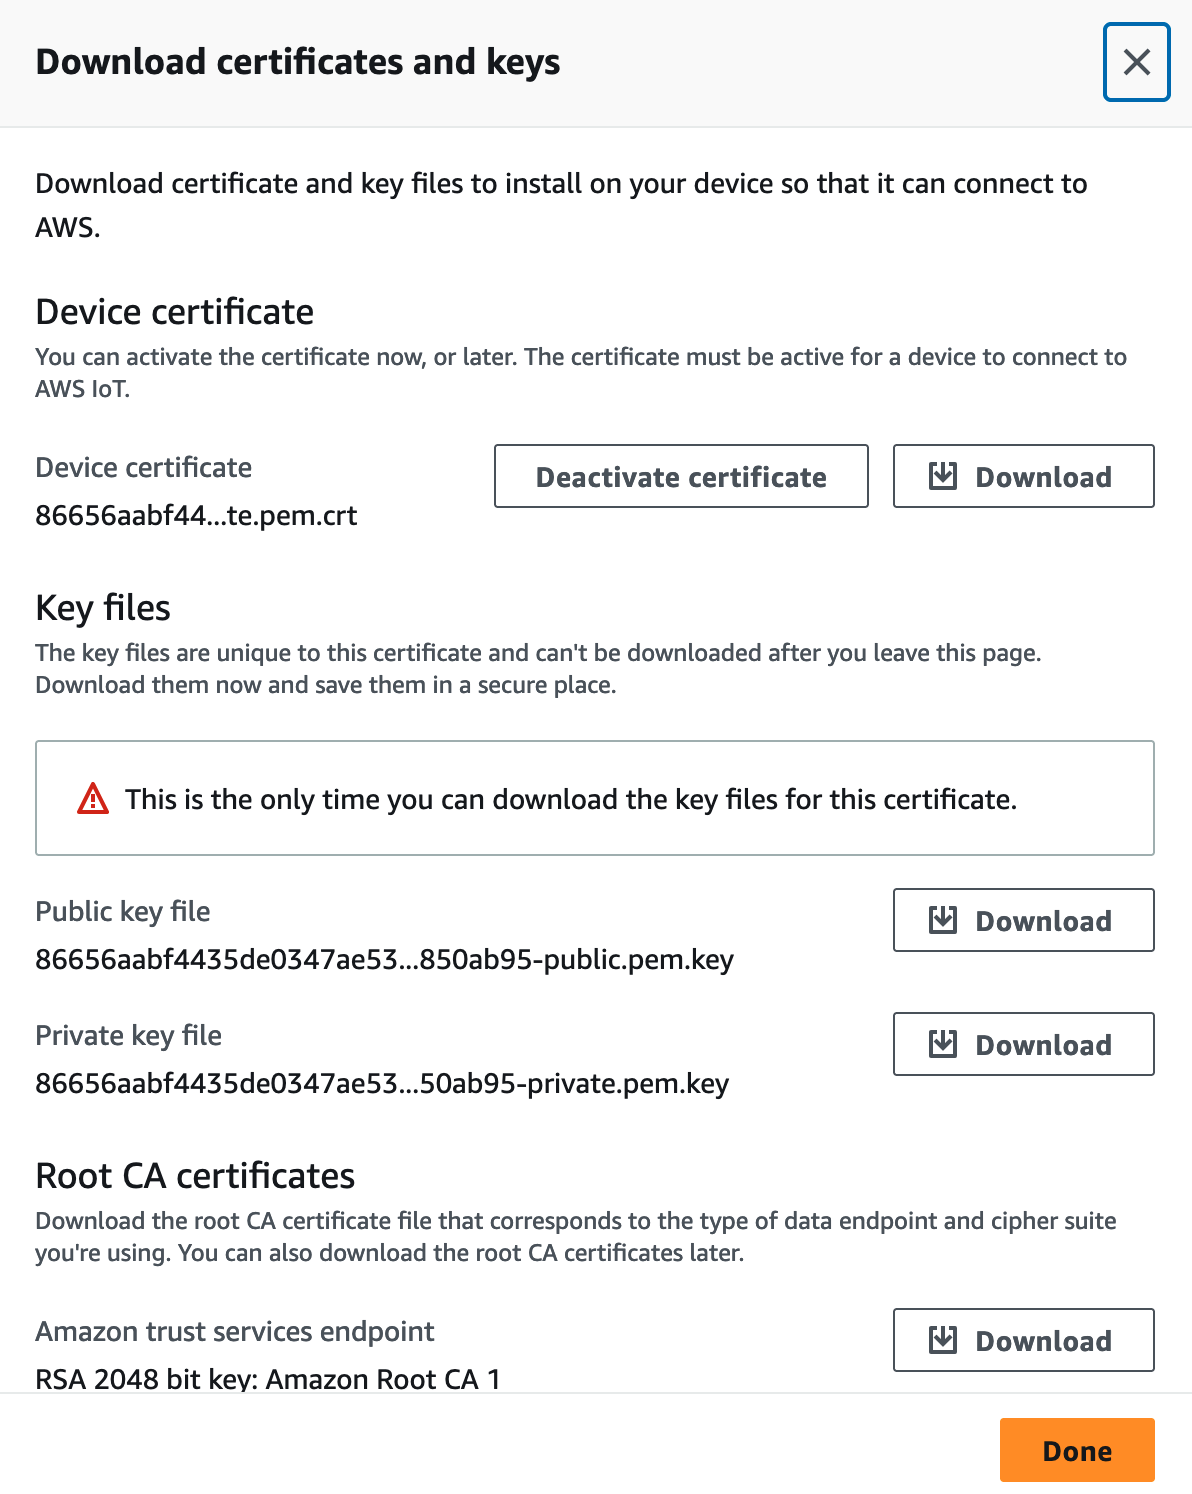 Download certificates and keys
Download certificate and key files to install on your device so that it can connect to
AWS.
Device certificate
You can activate the certificate now, or later. The certificate must be active for a device to connect to
AWS IoT.
Device certificate
Deactivate certificate
Download
86656aabf44...te.pem.crt
Key files
The key files are unique to this certificate and can't be downloaded after you leave this page.
Download them now and save them in a secure place.
This is the only time you can download the key files for this certificate.
Public key file
Download
86656aabf4435de0347ae53...850ab95-public.pem.key
Private key file
Download
86656aabf4435de0347ae53...50ab95-private.pem.key
Root CA certificates
Download the root CA certificate file that corresponds to the type of data endpoint and cipher suite
you're using. You can also download the root CA certificates later.
Amazon trust services endpoint
Download
RSA 2048 bit key: Amazon Root CA 1
Done